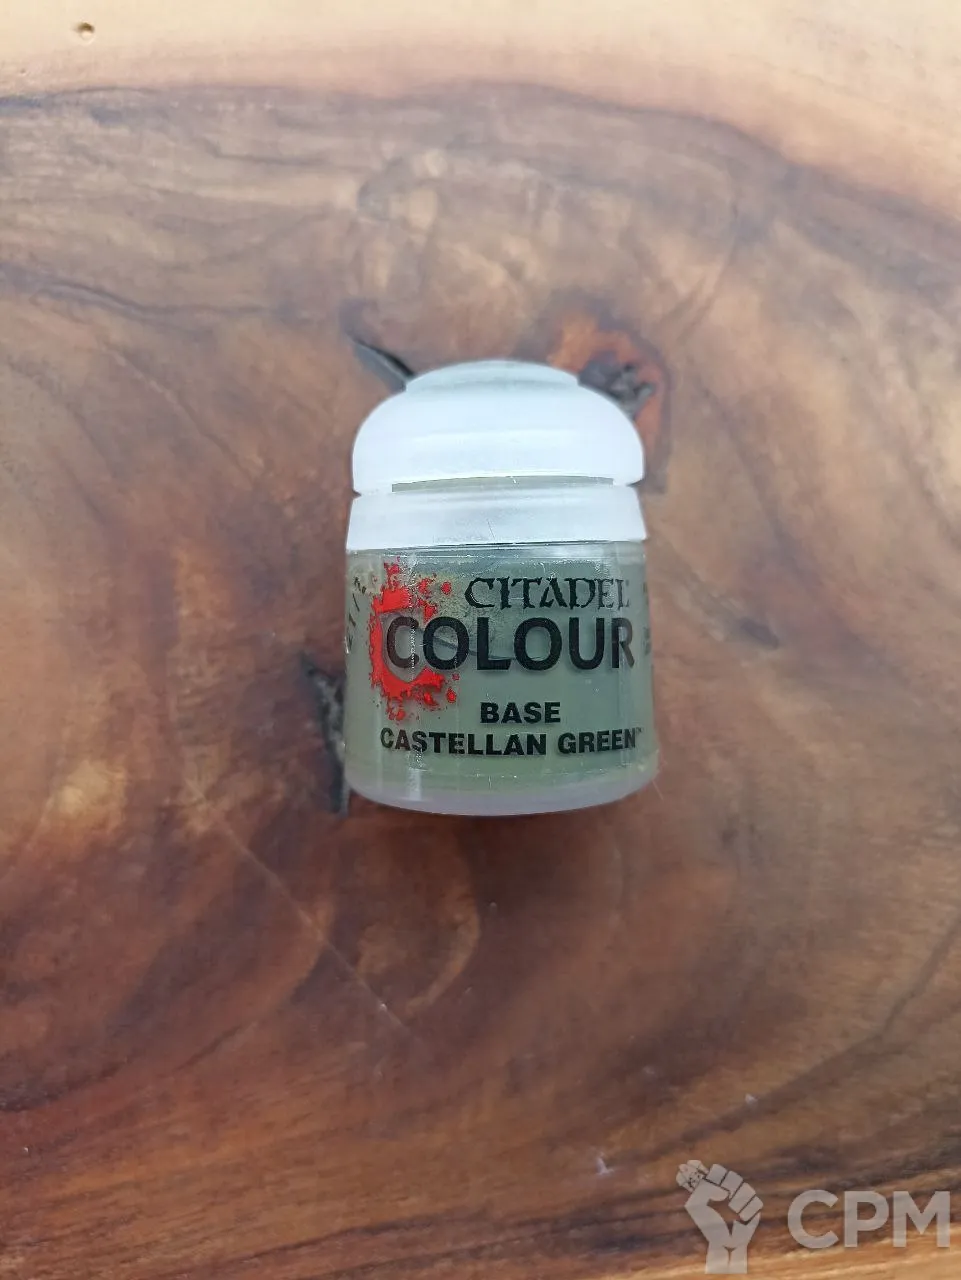 CITADEL
COLOUR
BASE
CASTELLAN GREEN™
CPM